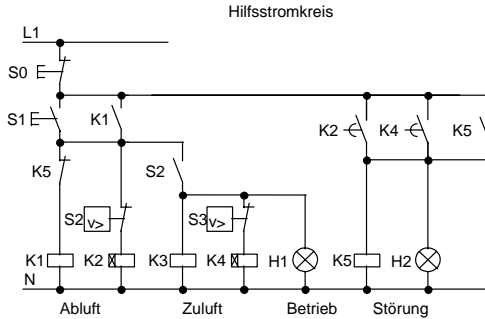 Hilfsstromkreis
L1
S0
S1 K1 K2 K4 K5
K5 S2
S2 v> S3 v>
K1 K2 K3 K4 H1 K5 H2
N
Abluft Zuluft Betrieb Störung